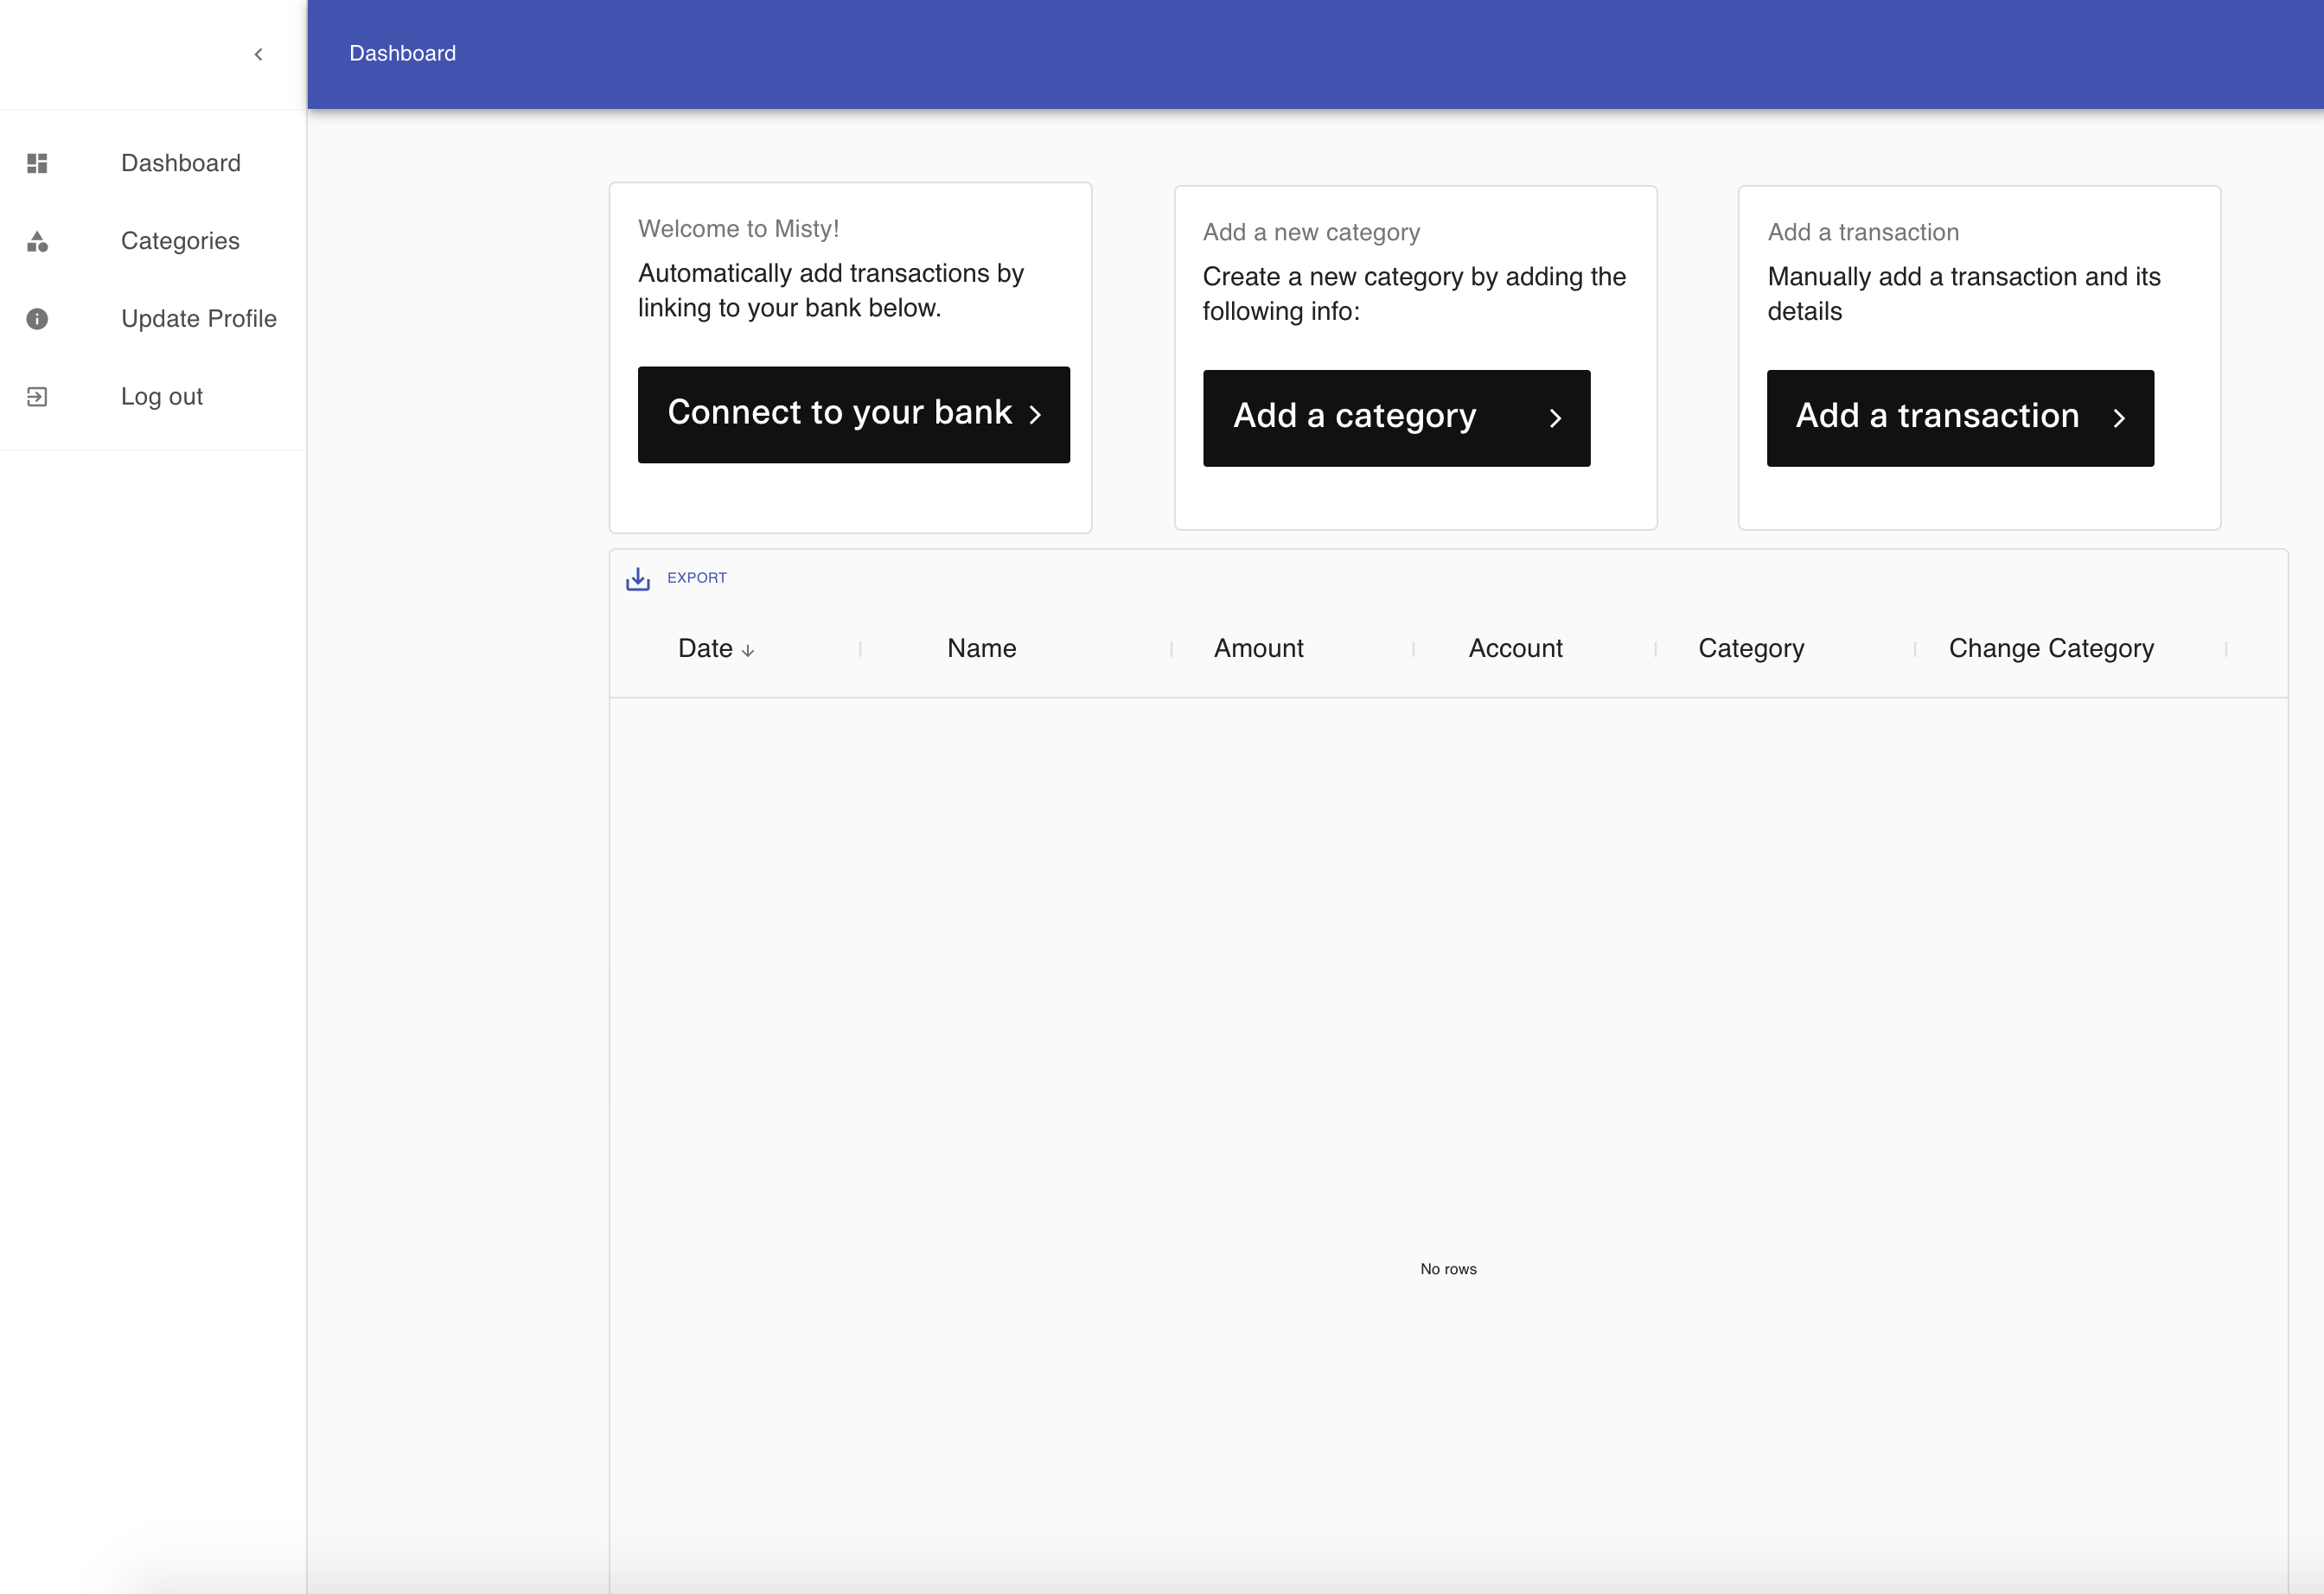 Dashboard
Dashboard
Categories
Update Profile
Log out
Welcome to Misty!
Automatically add transactions by
linking to your bank below.
Connect to your bank
Add a new category
Create a new category by adding the
following info:
Add a category
Add a transaction
Manually add a transaction and its
details
Add a transaction
EXPORT
Date Name Amount Account Category Change Category
No rows